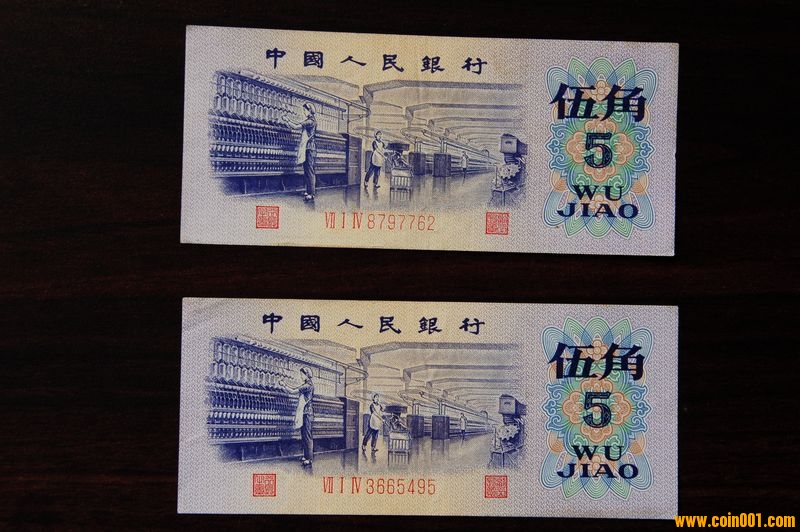 中國人民銀行
伍角
5
WU
JIAO
Ⅶ Ⅰ Ⅳ 8797762
中國人民銀行
伍角
5
WU
JIAO
Ⅶ Ⅰ Ⅳ 3665495
www.coin001.com